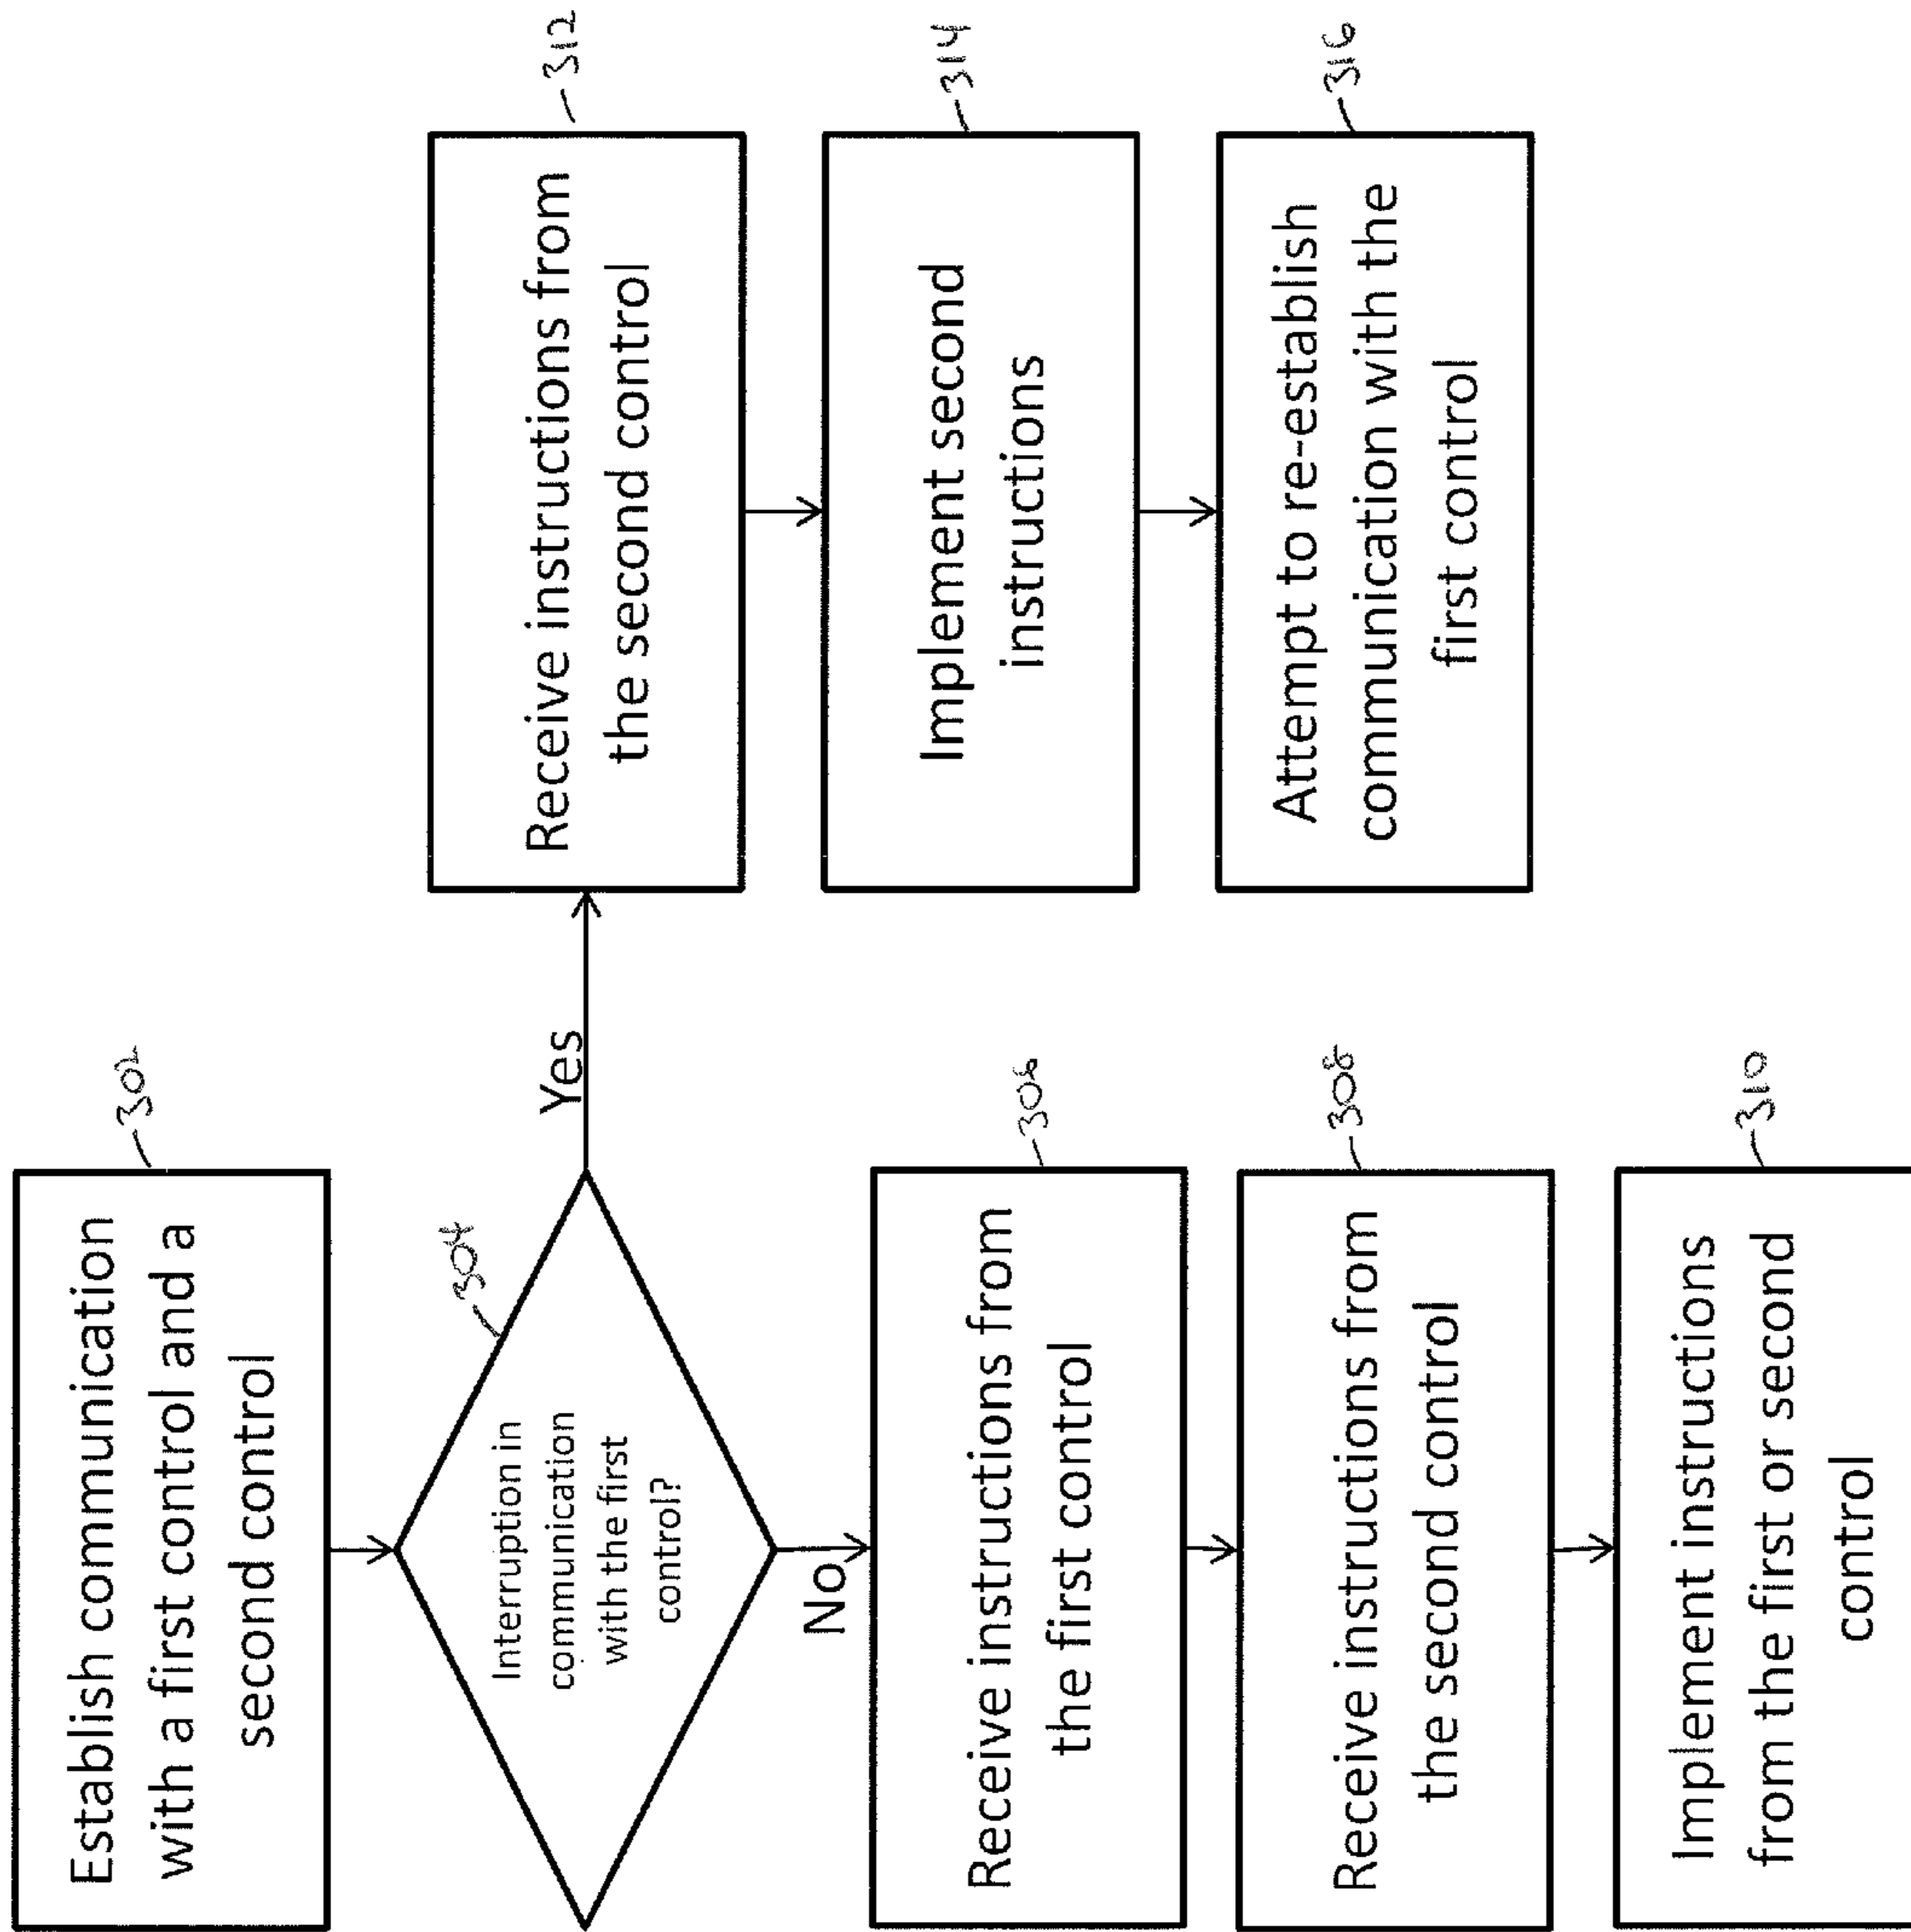 Establish communication
with a first control and a
second control
302
Interruption in
communication
with the first
control?
304
Yes
No
Receive instructions from
the first control
306
Receive instructions from
the second control
308
Implement instructions
from the first or second
control
310
Receive instructions from
the second control
312
Implement second
instructions
314
Attempt to re-establish
communication with the
first control
316